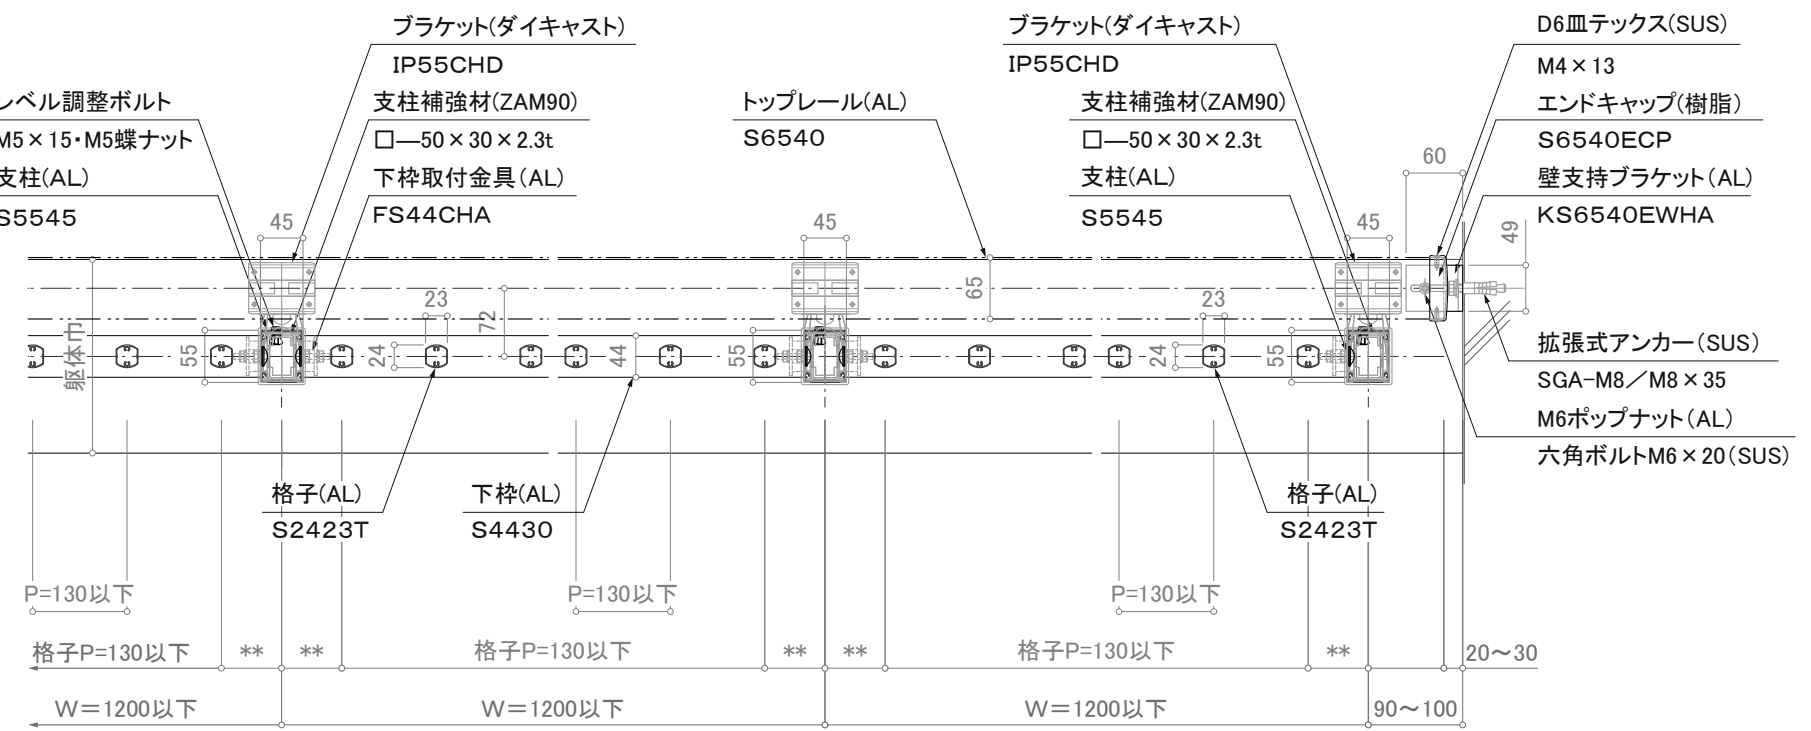 ブラケット(ダイキャスト)
IP55CHD
ブラケット(ダイキャスト)
IP55CHD
D6皿テックス(SUS)
M4×13
レベル調整ボルト
M5×15・M5蝶ナット
支柱補強材(ZAM90)
□―50×30×2.3t
トップレール(AL)
S6540
支柱補強材(ZAM90)
□―50×30×2.3t
エンドキャップ(樹脂)
S6540ECP
支柱(AL)
S5545
下枠取付金具(AL)
FS44CHA
支柱(AL)
S5545
60
壁支持ブラケット(AL)
KS6540EWHA
45
45
45
49
23
72
65
23
躯体巾
55
24
44
55
24
55
拡張式アンカー(SUS)
SGA-M8／M8×35
M6ポップナット(AL)
六角ボルトM6×20(SUS)
格子(AL)
S2423T
下枠(AL)
S4430
格子(AL)
S2423T
P=130以下
P=130以下
P=130以下
格子P=130以下
**
**
格子P=130以下
**
**
格子P=130以下
**
20～30
W＝1200以下
W＝1200以下
W＝1200以下
90～100